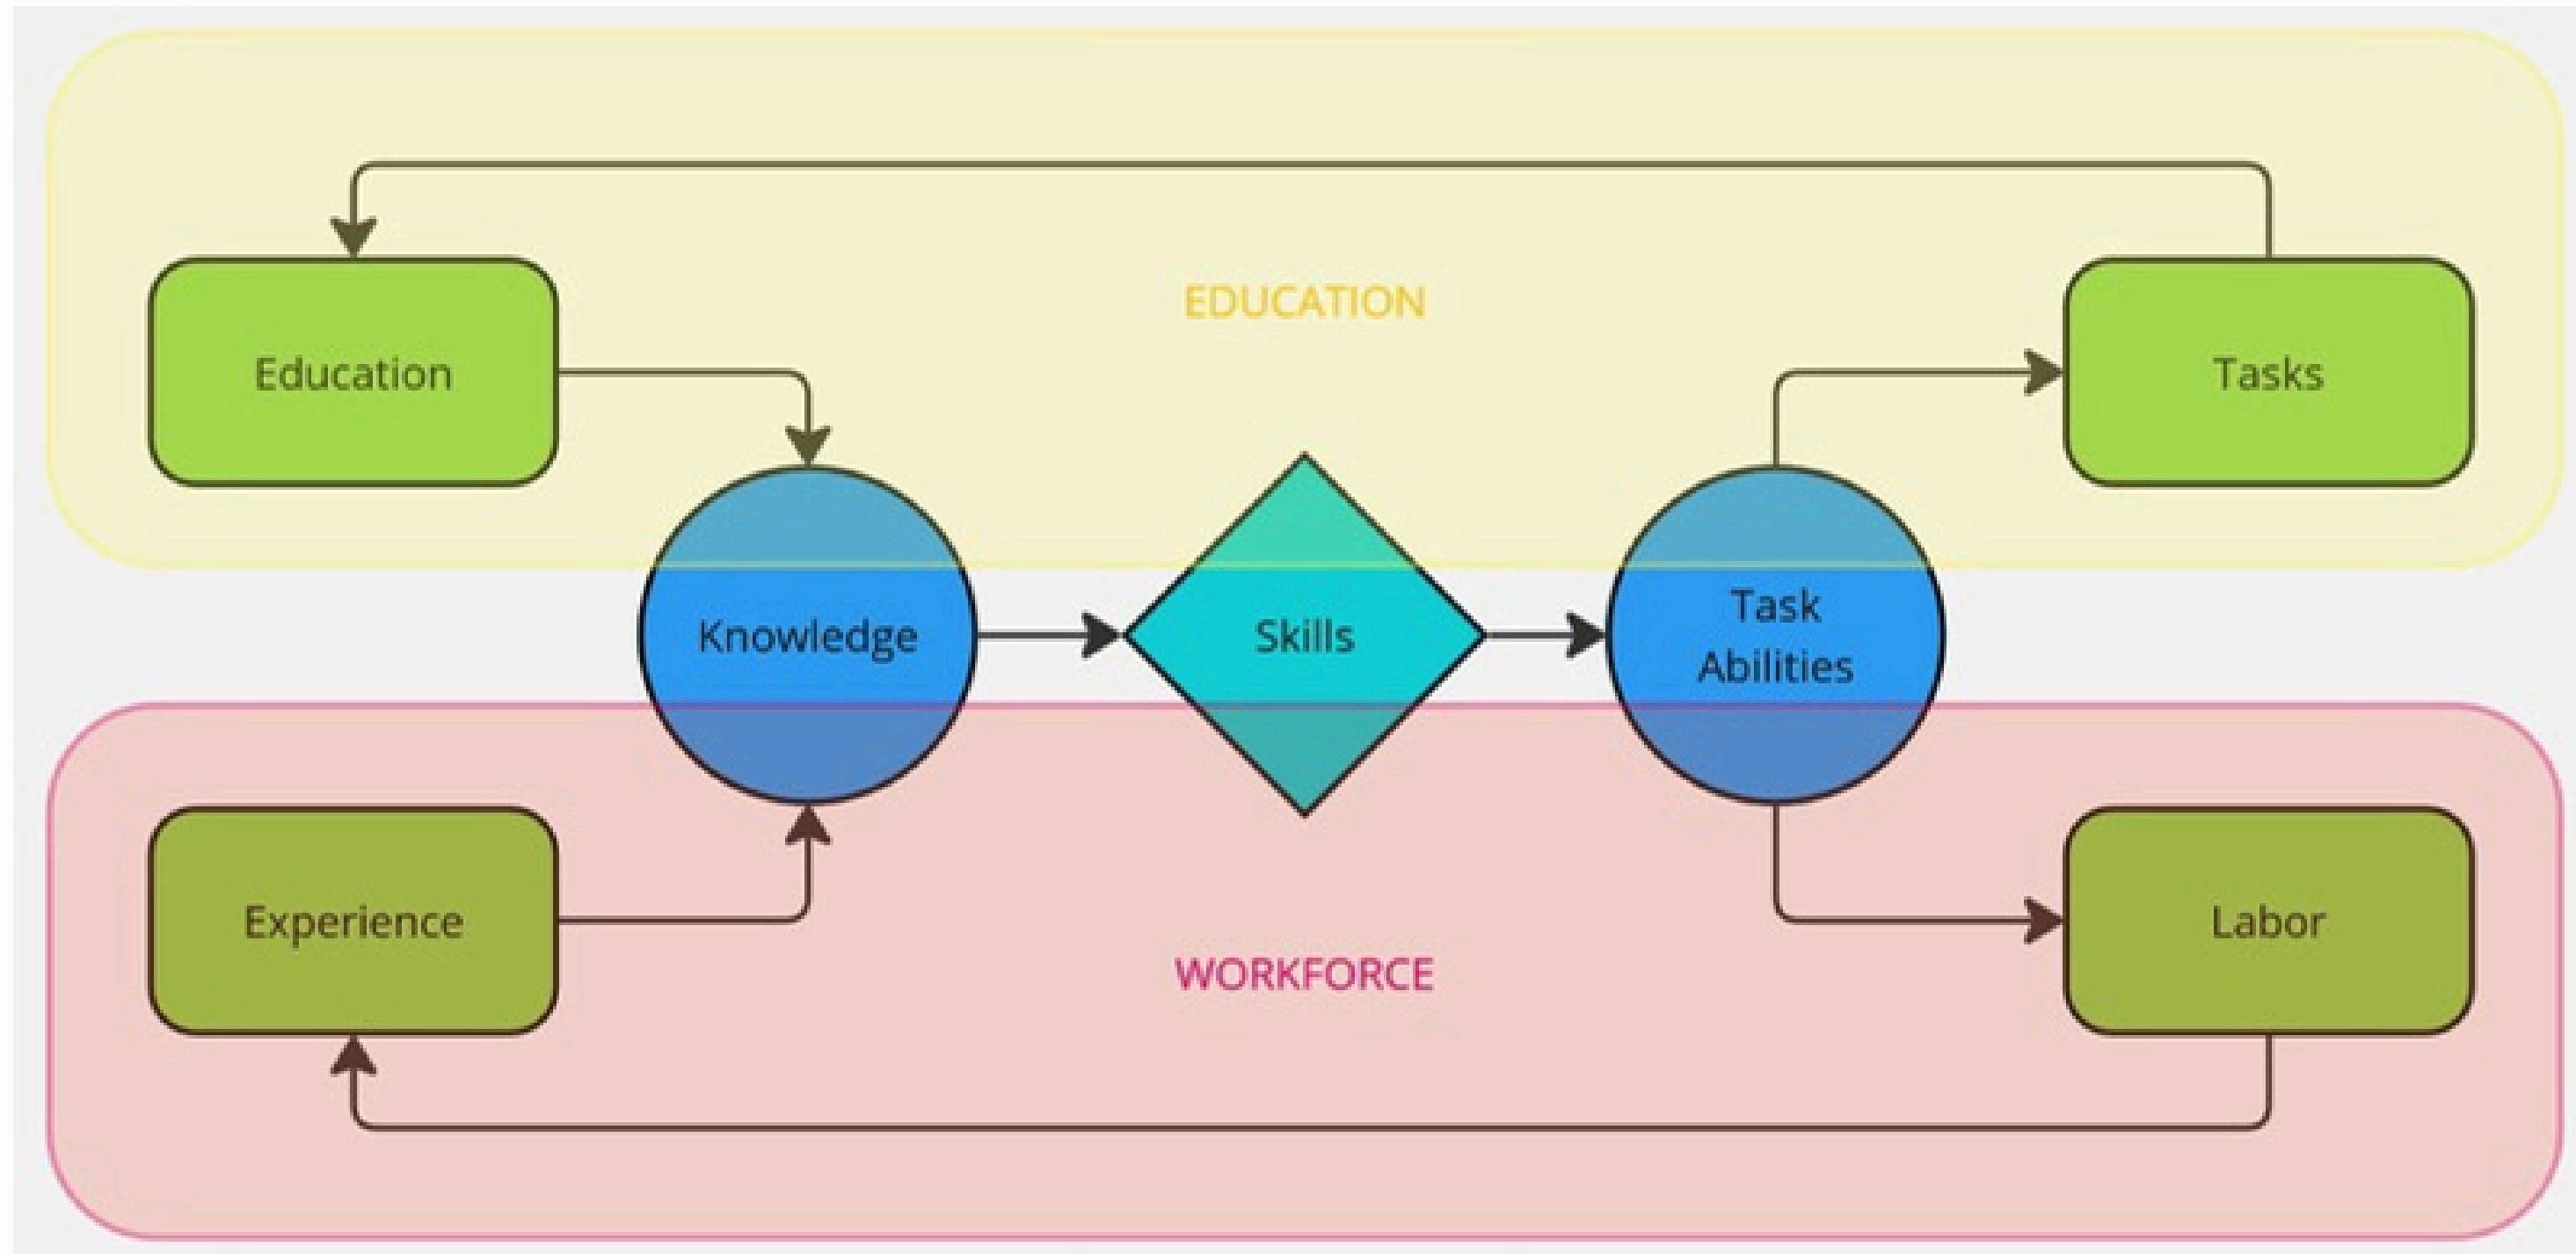 EDUCATION
Education
Tasks
Knowledge
Skills
Task
Abilities
Experience
Labor
WORKFORCE